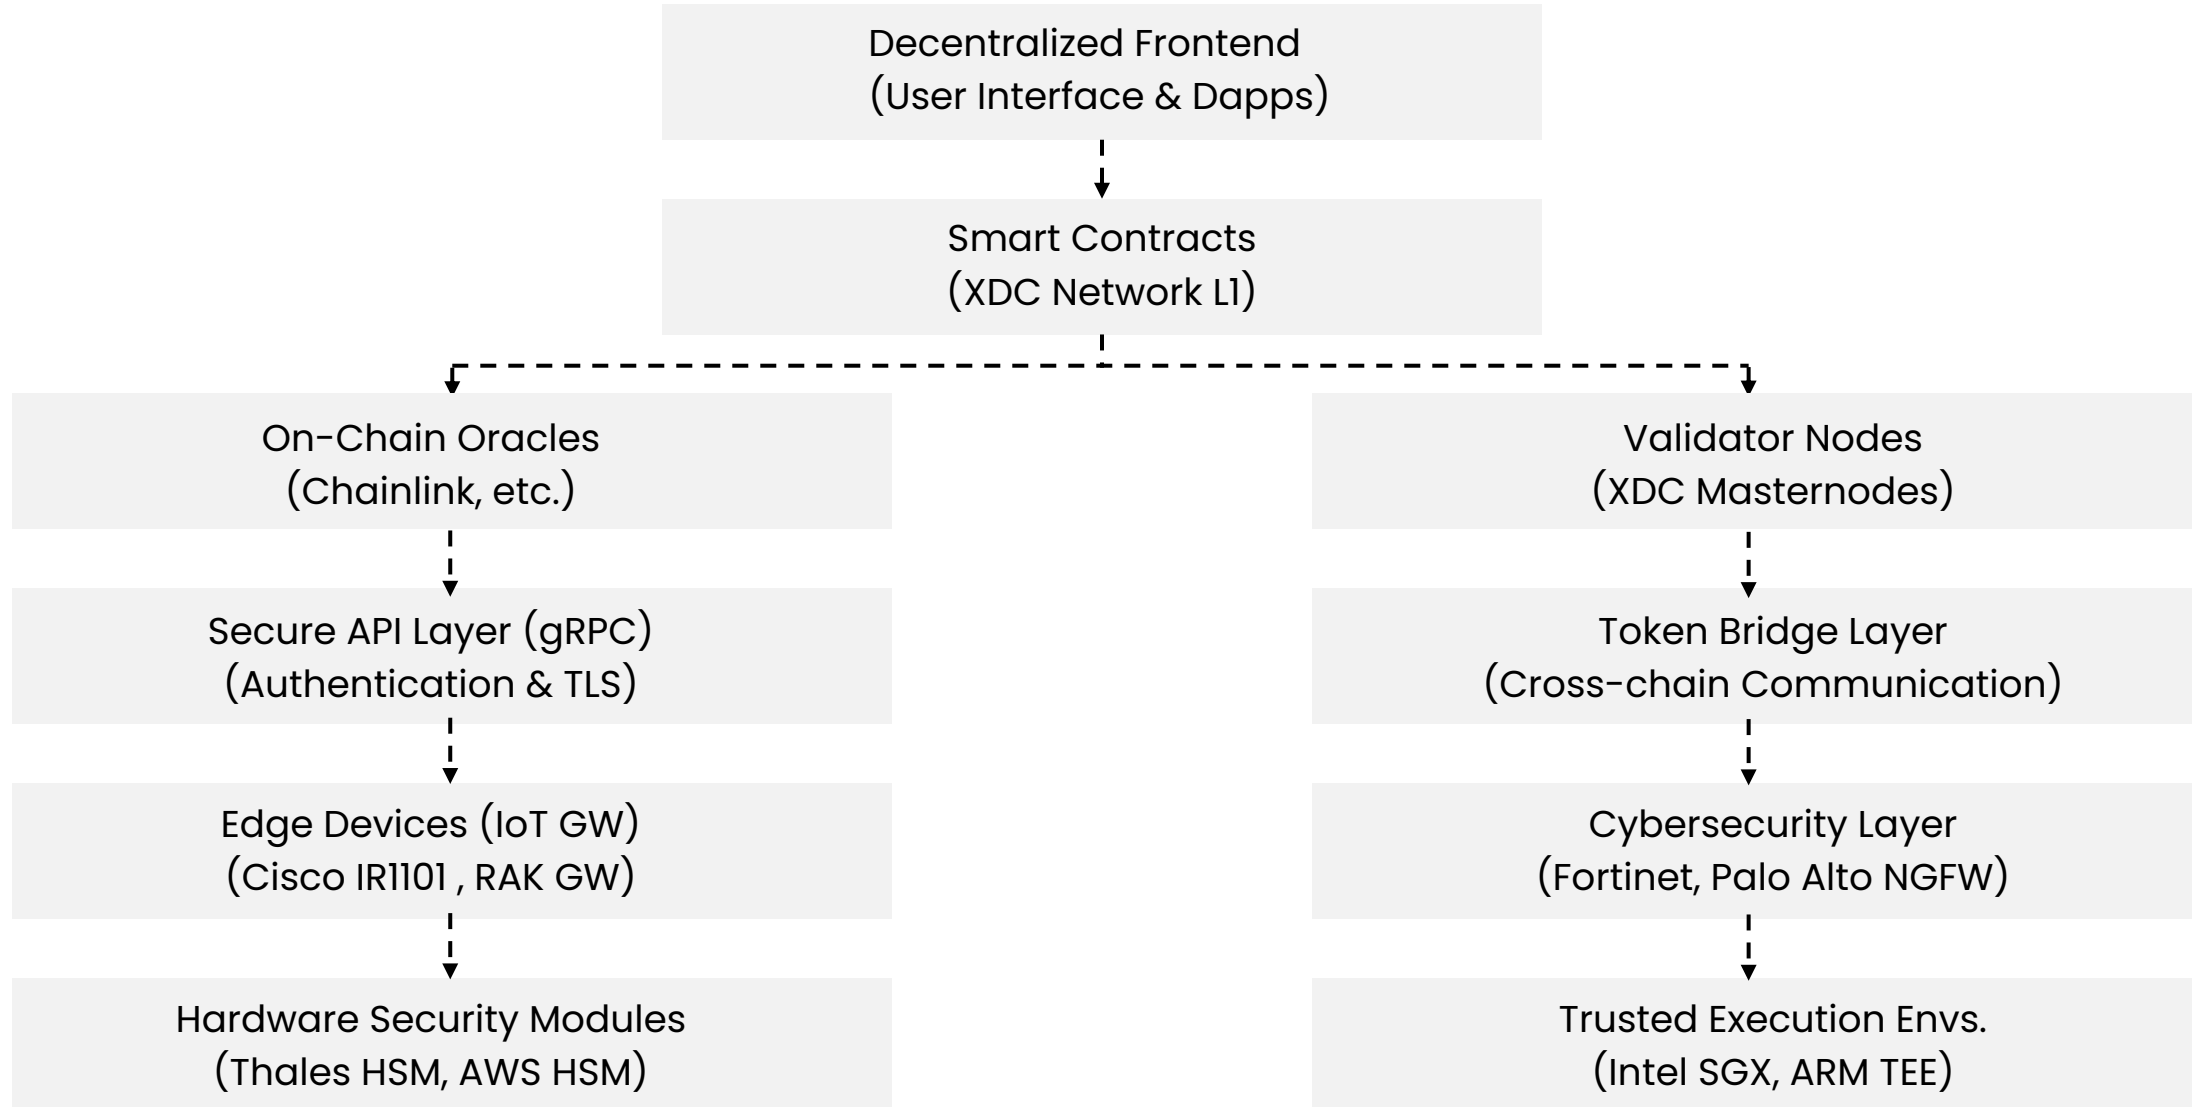 Decentralized Frontend
(User Interface & Dapps)
Smart Contracts
(XDC Network L1)
On-Chain Oracles
(Chainlink, etc.)
Validator Nodes
(XDC Masternodes)
Secure API Layer (gRPC)
(Authentication & TLS)
Token Bridge Layer
(Cross-chain Communication)
Edge Devices (IoT GW)
(Cisco IR1101 , RAK GW)
Cybersecurity Layer
(Fortinet, Palo Alto NGFW)
Hardware Security Modules
(Thales HSM, AWS HSM)
Trusted Execution Envs.
(Intel SGX, ARM TEE)